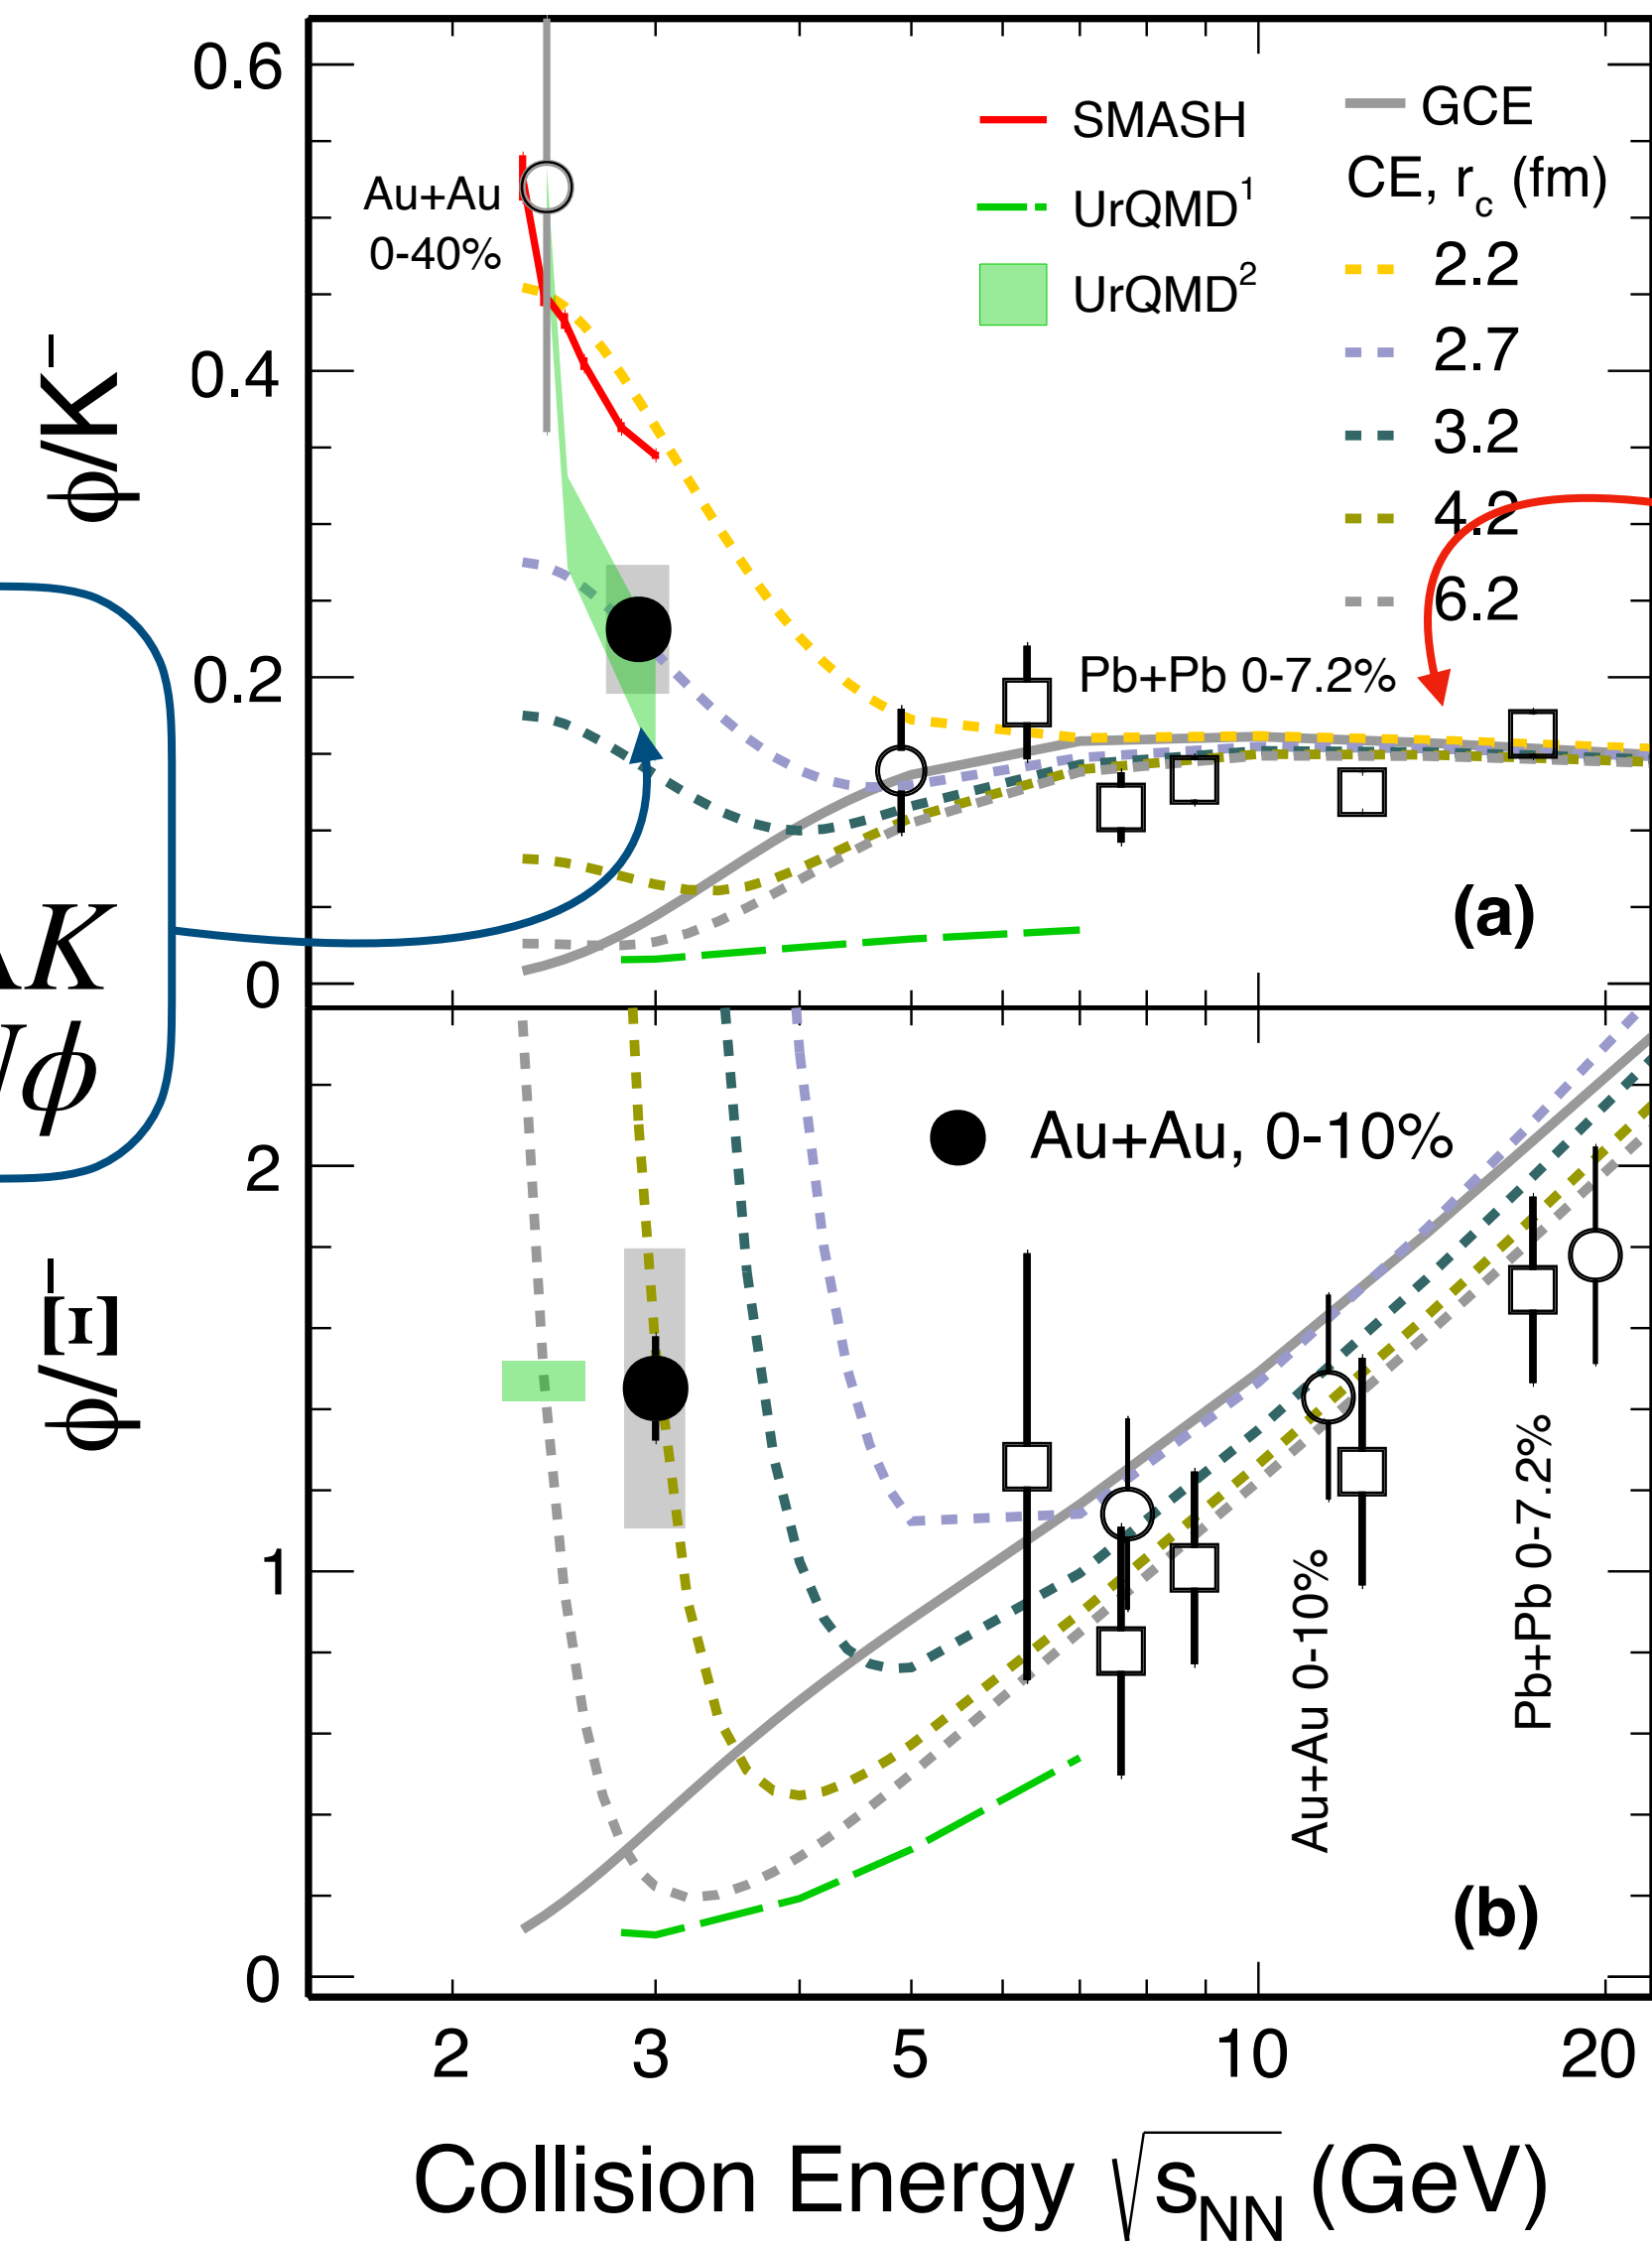 0.6
0.4
0.2
0
ϕ/K⁻
Au+Au
0-40%
SMASH
UrQMD¹
UrQMD²
GCE
CE, r_c (fm)
2.2
2.7
3.2
4.2
6.2
Pb+Pb 0-7.2%
(a)
K
ϕ
2
1
0
ϕ/Ξ⁻
Au+Au, 0-10%
Au+Au 0-10%
Pb+Pb 0-7.2%
(b)
2 3 5 10 20
Collision Energy √s_NN (GeV)